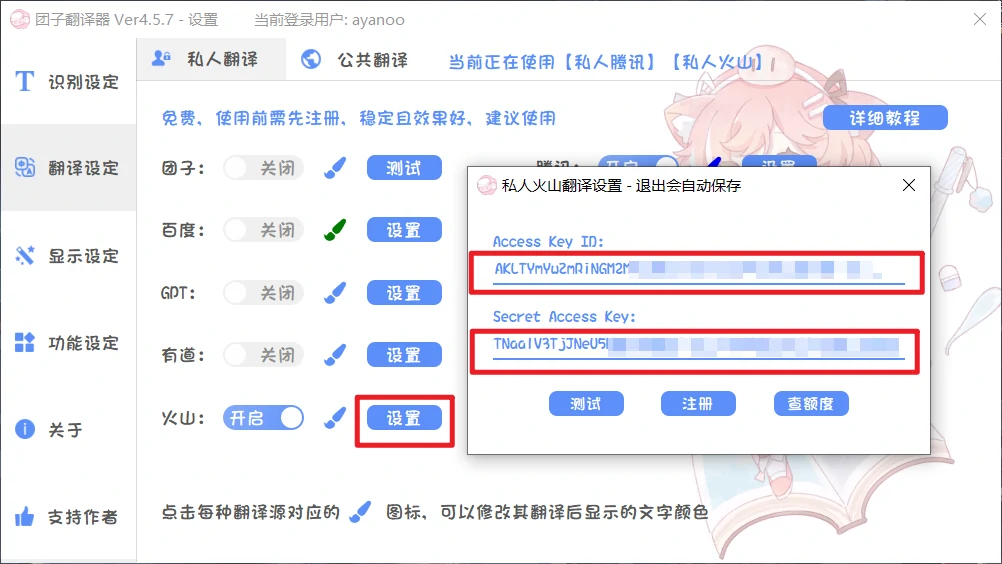 团子翻译器 Ver4.5.7 - 设置 当前登录用户: ayanoo
识别设定
翻译设定
显示设定
功能设定
关于
支持作者
私人翻译 公共翻译 当前正在使用【私人腾讯】【私人火山】
免费, 使用前需先注册, 稳定且效果好, 建议使用 详细教程
团子: 关闭 测试 腾讯: 开启 设置
百度: 关闭 设置
GPT: 关闭 设置
有道: 关闭 设置
火山: 开启 设置
点击每种翻译源对应的 图标, 可以修改其翻译后显示的文字颜色
私人火山翻译设置 - 退出会自动保存
Access Key ID:
AKLTYmYwZmRiNGM2M
Secret Access Key:
TNaalV3TjJNeU5
测试 注册 查额度